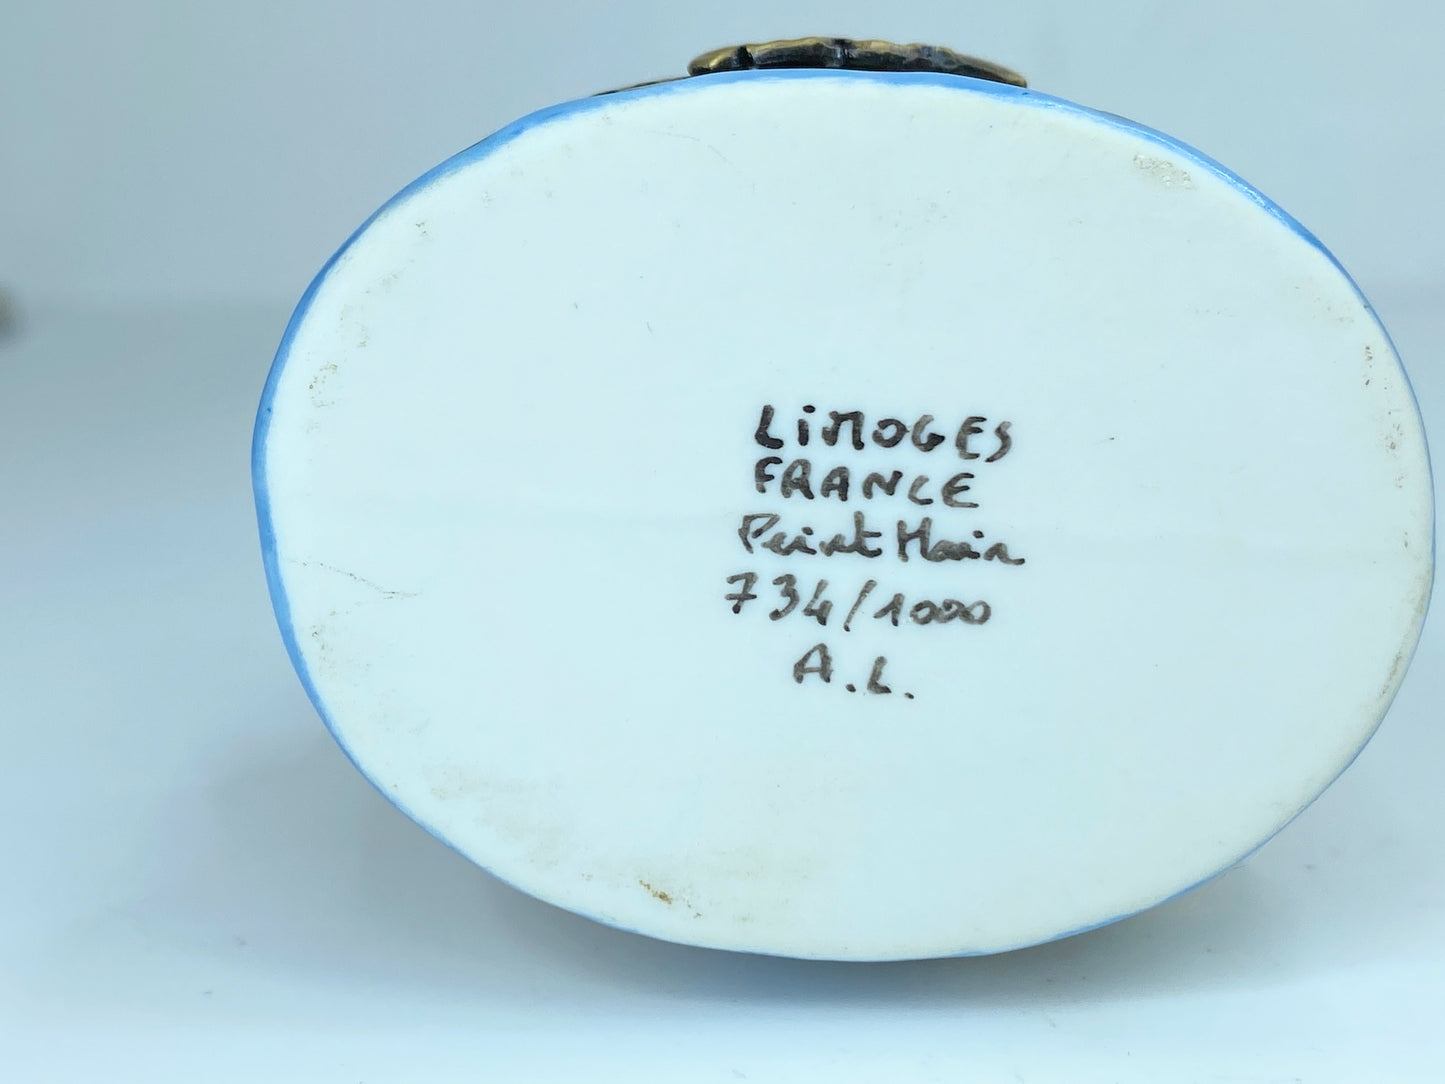 LiMOGES
FRANCE
Peint Main
734/1000
A.L.